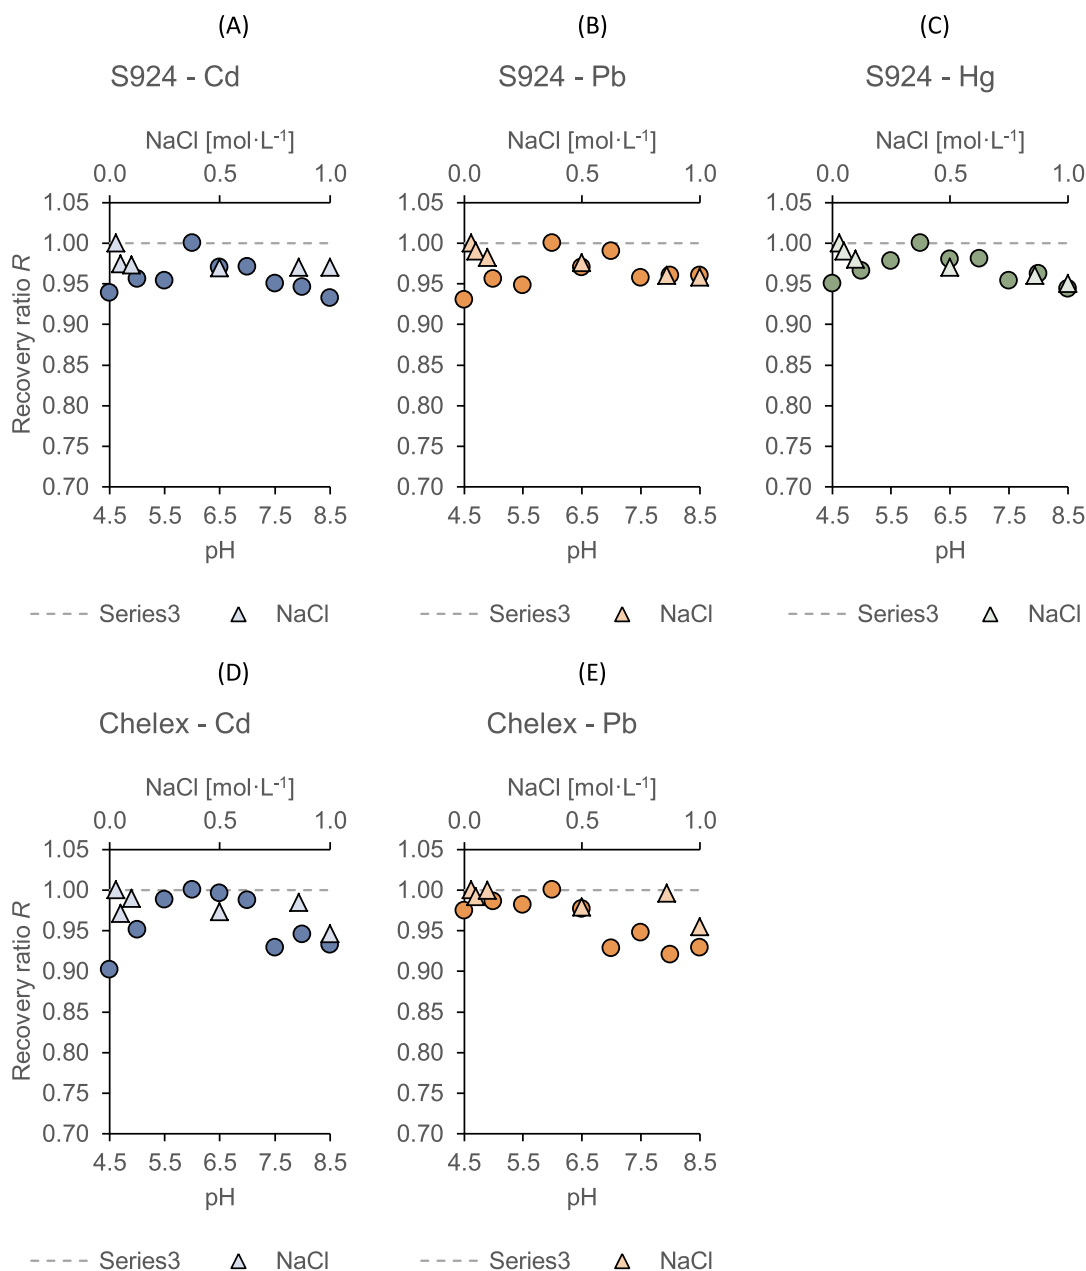 (A) (B) (C)
S924 - Cd S924 - Pb S924 - Hg
NaCl [mol·L-1] NaCl [mol·L-1] NaCl [mol·L-1]
0.0 0.5 1.0 0.0 0.5 1.0 0.0 0.5 1.0
1.05 1.05 1.05
1.00 1.00 1.00
0.95 0.95 0.95
0.90 0.90 0.90
0.85 0.85 0.85
0.80 0.80 0.80
0.75 0.75 0.75
0.70 0.70 0.70
Recovery ratio R
4.5 5.5 6.5 7.5 8.5 4.5 5.5 6.5 7.5 8.5 4.5 5.5 6.5 7.5 8.5
pH pH pH
Series3 NaCl Series3 NaCl Series3 NaCl
(D) (E)
Chelex - Cd Chelex - Pb
NaCl [mol·L-1] NaCl [mol·L-1]
0.0 0.5 1.0 0.0 0.5 1.0
1.05 1.05
1.00 1.00
0.95 0.95
0.90 0.90
0.85 0.85
0.80 0.80
0.75 0.75
0.70 0.70
Recovery ratio R
4.5 5.5 6.5 7.5 8.5 4.5 5.5 6.5 7.5 8.5
pH pH
Series3 NaCl Series3 NaCl